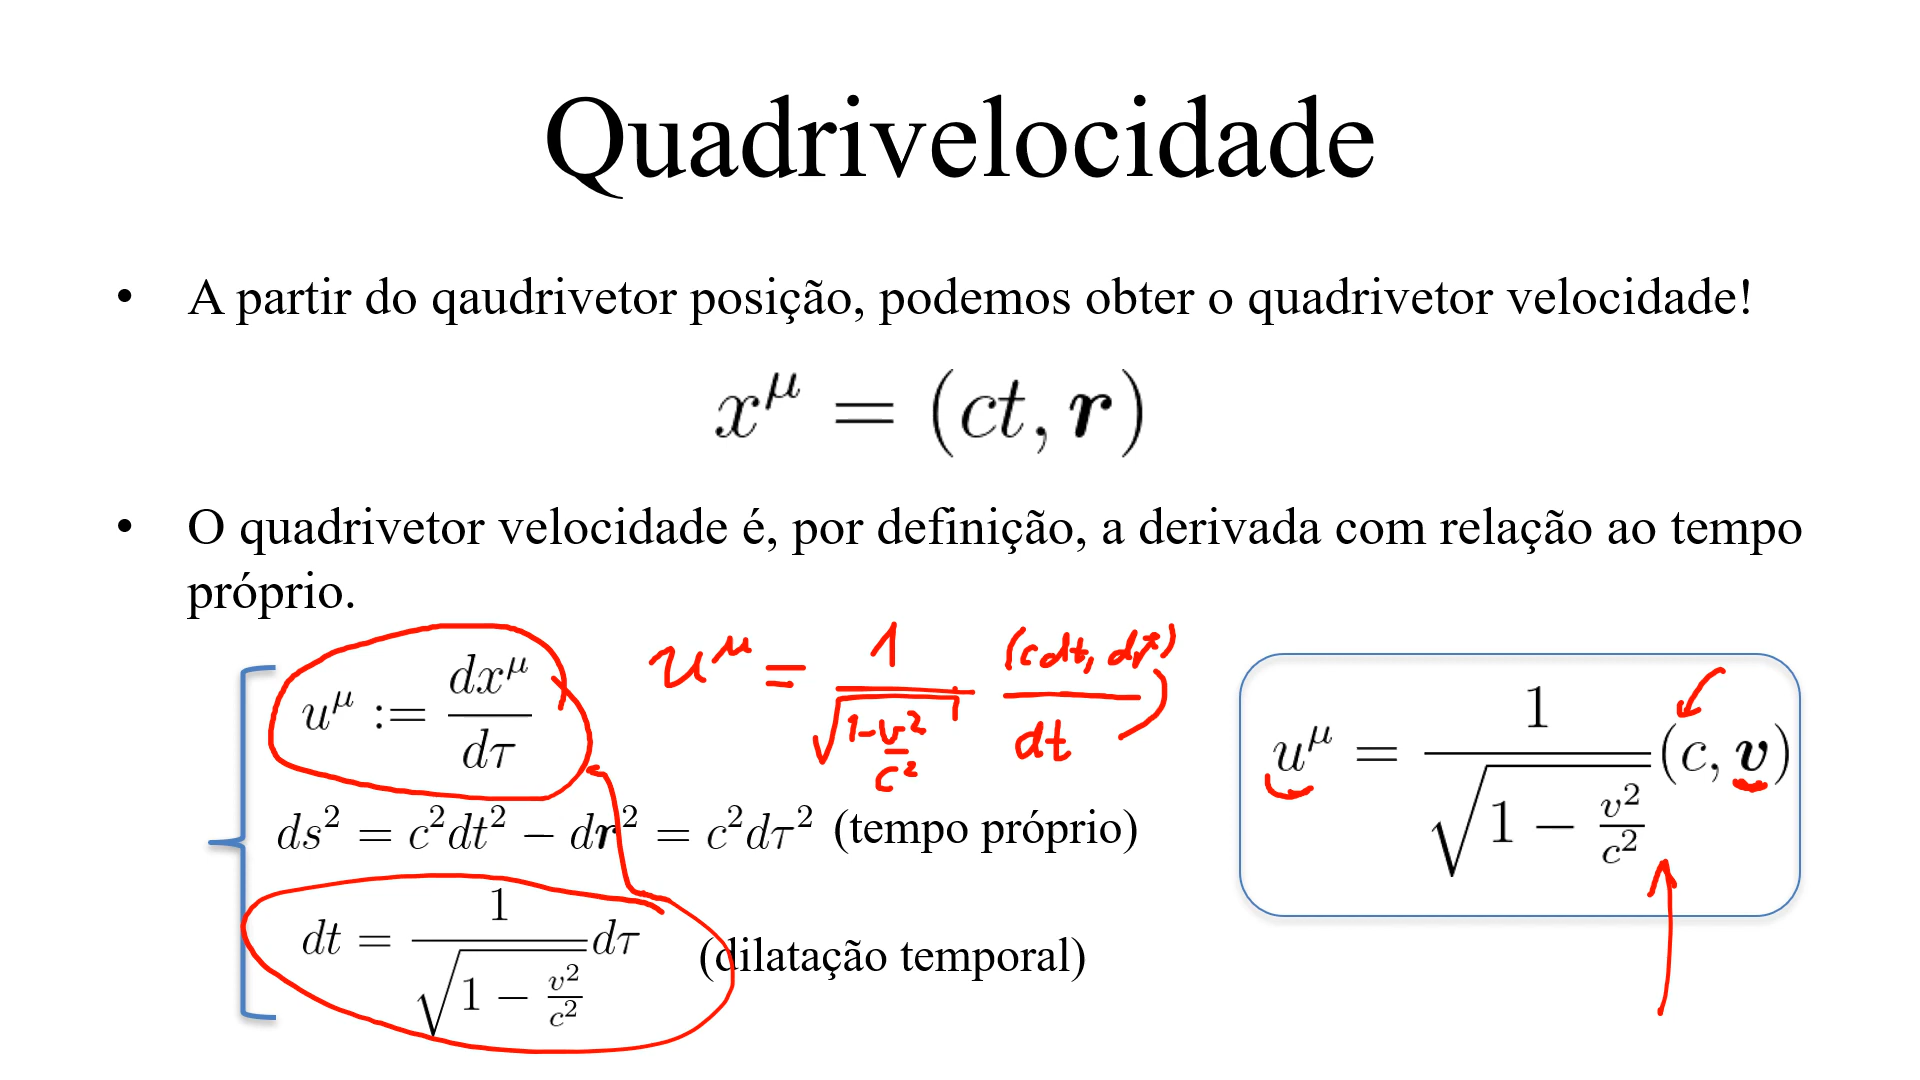 Quadrivelocidade
• A partir do qaudrivetor posição, podemos obter o quadrivetor velocidade!
x^μ = (ct, r)
• O quadrivetor velocidade é, por definição, a derivada com relação ao tempo
próprio.
u^μ := dx^μ / dτ
u^μ = 1/√(1-v²/c²) (cdt, dr⃗)/dt
ds² = c²dt² − dr² = c²dτ² (tempo próprio)
dt = 1/√(1 − v²/c²) dτ (dilatação temporal)
u^μ = 1/√(1 − v²/c²) (c, v)